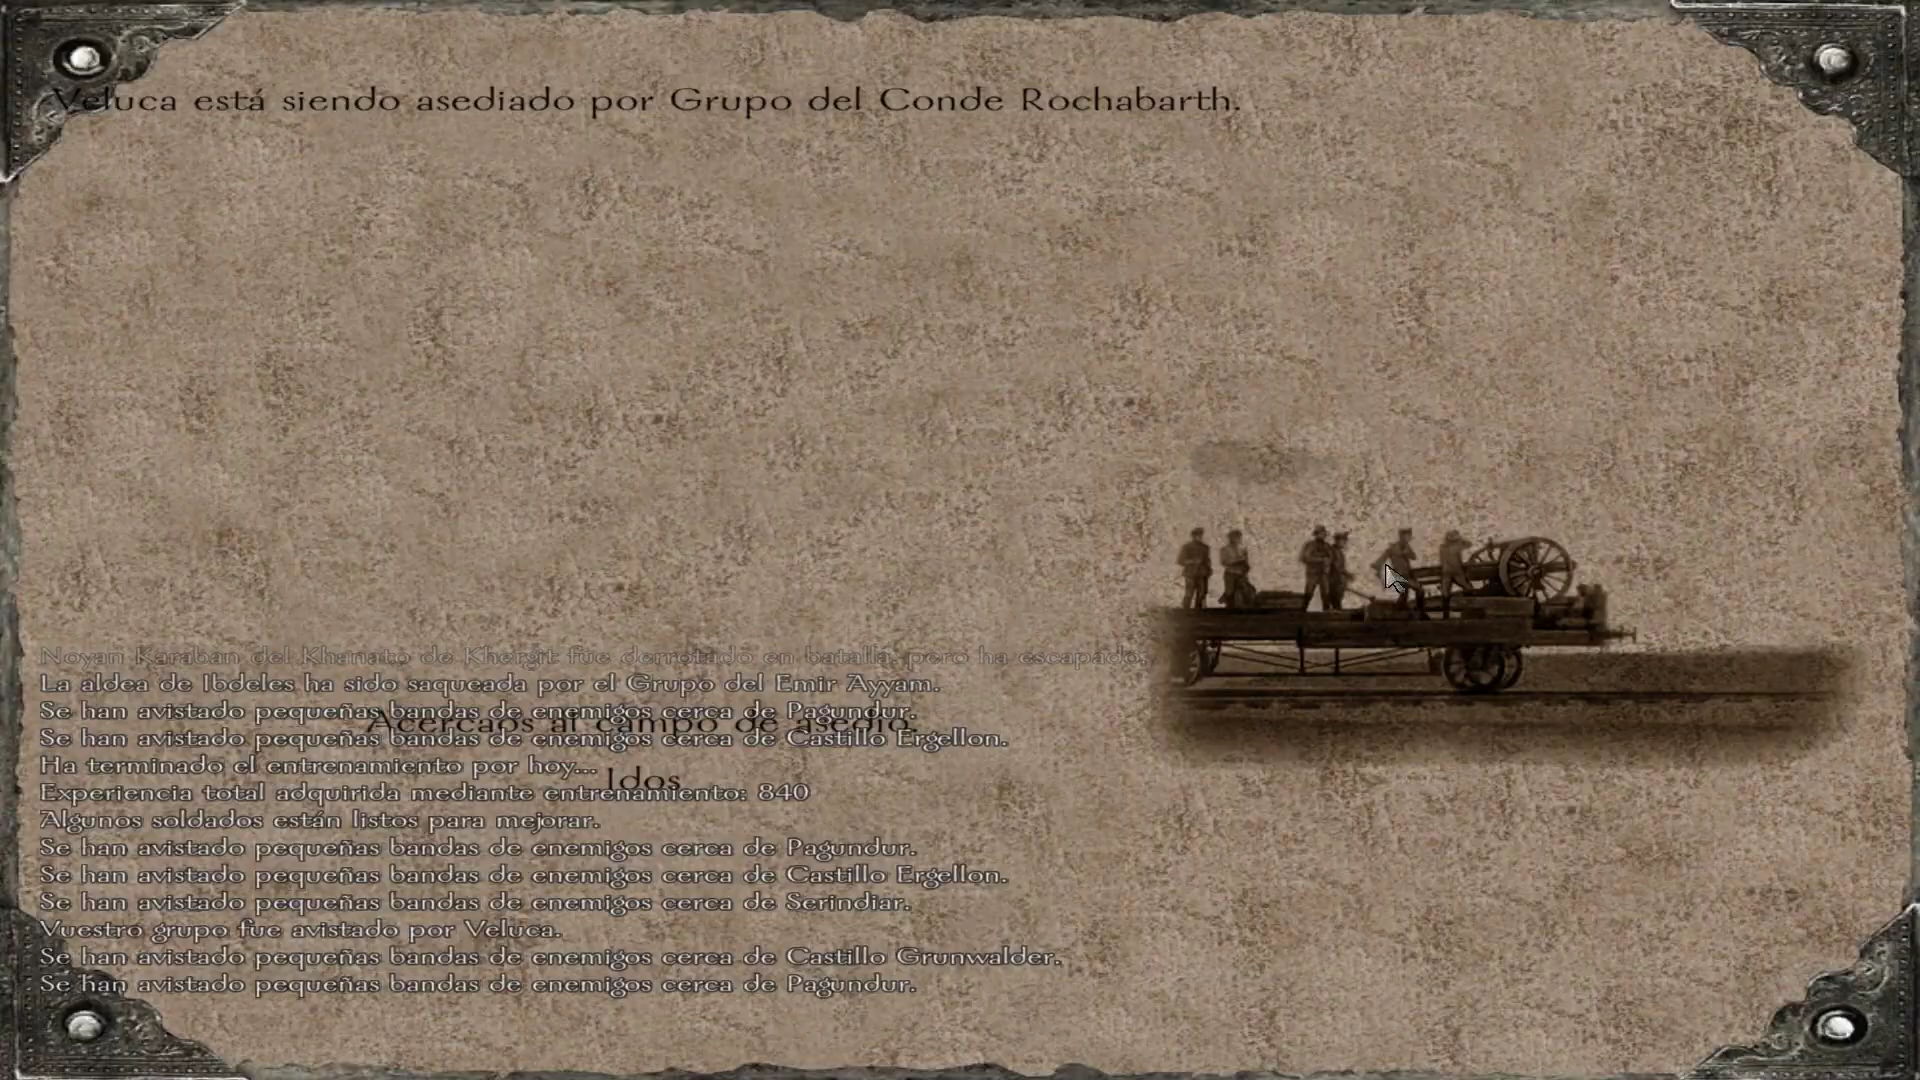 Veluca está siendo asediado por Grupo del Conde Rochabarth.
Noyan Karaban del Khanato de Khergit fue derrotado en batalla, pero ha escapado.
La aldea de Ibdeles ha sido saqueada por el Grupo del Emir Ayyam.
Se han avistado pequeñas bandas de enemigos cerca de Pagundur.
Acercaos al campo de asedio.
Se han avistado pequeñas bandas de enemigos cerca de Castillo Ergellon.
Ha terminado el entrenamiento por hoy...
Idos.
Experiencia total adquirida mediante entrenamiento: 840
Algunos soldados están listos para mejorar.
Se han avistado pequeñas bandas de enemigos cerca de Pagundur.
Se han avistado pequeñas bandas de enemigos cerca de Castillo Ergellon.
Se han avistado pequeñas bandas de enemigos cerca de Serindiar.
Vuestro grupo fue avistado por Veluca.
Se han avistado pequeñas bandas de enemigos cerca de Castillo Grunwalder.
Se han avistado pequeñas bandas de enemigos cerca de Pagundur.